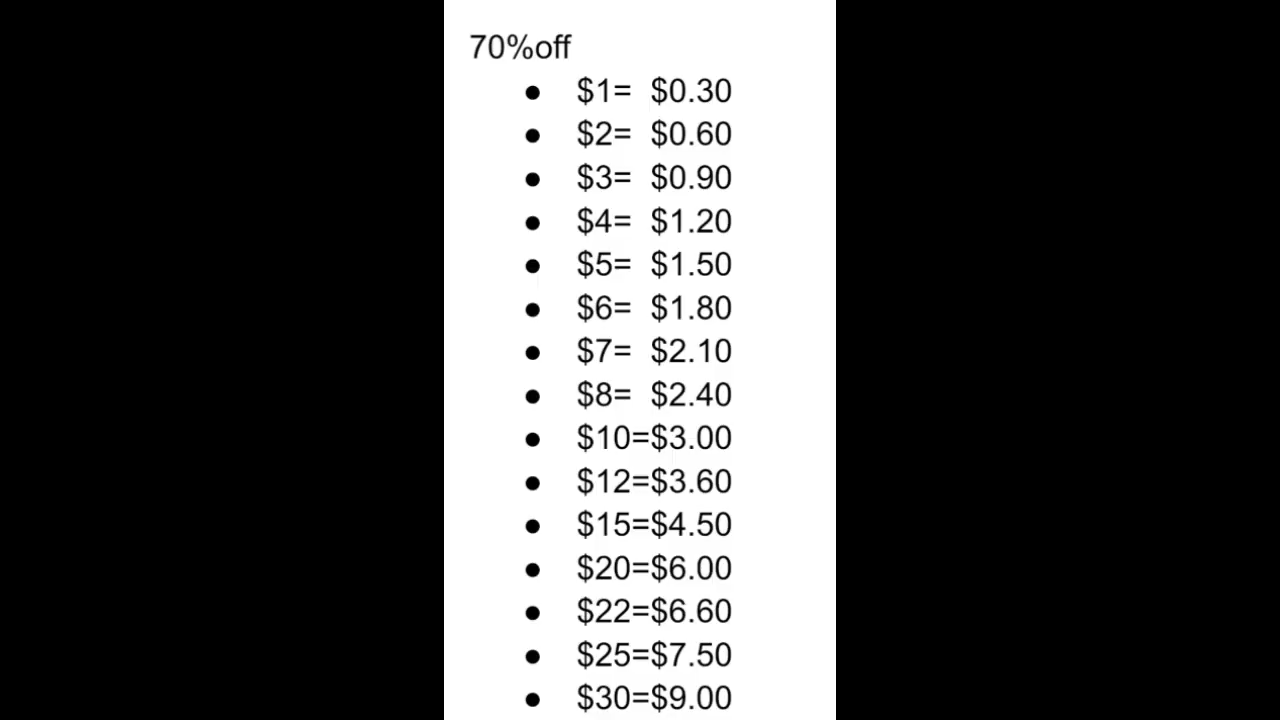 70%off
● $1= $0.30
● $2= $0.60
● $3= $0.90
● $4= $1.20
● $5= $1.50
● $6= $1.80
● $7= $2.10
● $8= $2.40
● $10=$3.00
● $12=$3.60
● $15=$4.50
● $20=$6.00
● $22=$6.60
● $25=$7.50
● $30=$9.00